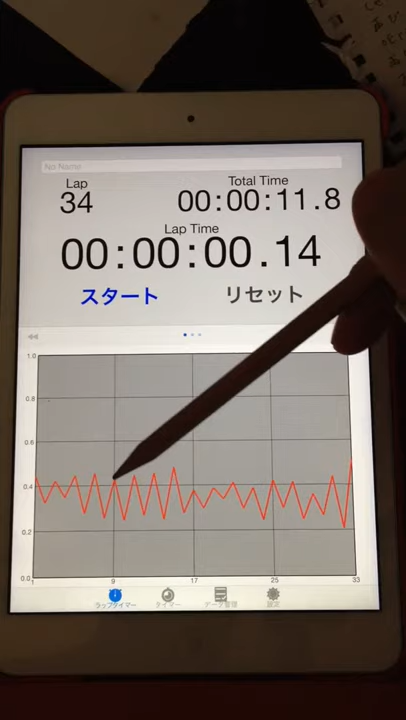 No Name
Lap
Total Time
34
00:00:11.8
Lap Time
00:00:00.14
スタート
リセット
1.0
0.8
0.6
0.4
0.2
0.0
1
9
17
25
33
ラップタイマー
タイマー
データ管理
設定